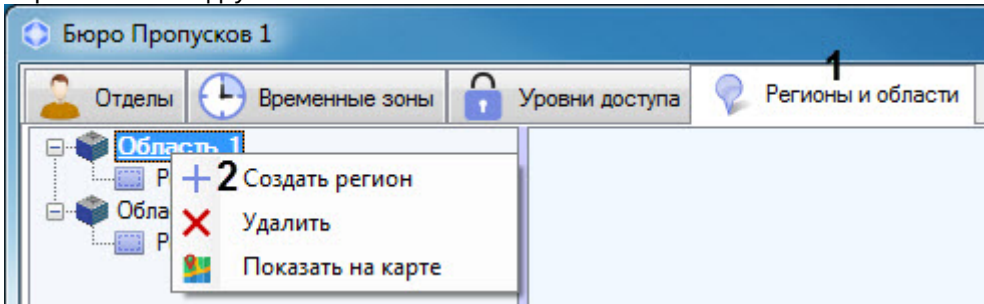 Бюро Пропусков 1
1
Отделы Временные зоны Уровни доступа Регионы и области
Область 1
2 Создать регион
Удалить
Показать на карте